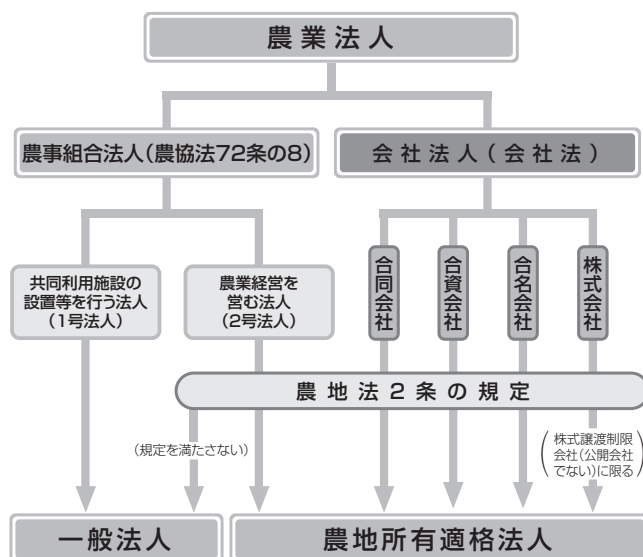 農業法人
農事組合法人(農協法72条の8)
会社法人(会社法)
共同利用施設の
設置等を行う法人
(1号法人)
農業経営を
営む法人
(2号法人)
合同会社
合資会社
合名会社
株式会社
農地法2条の規定
(規定を満たさない)
(株式譲渡制限
会社(公開会社
でない)に限る)
一般法人
農地所有適格法人